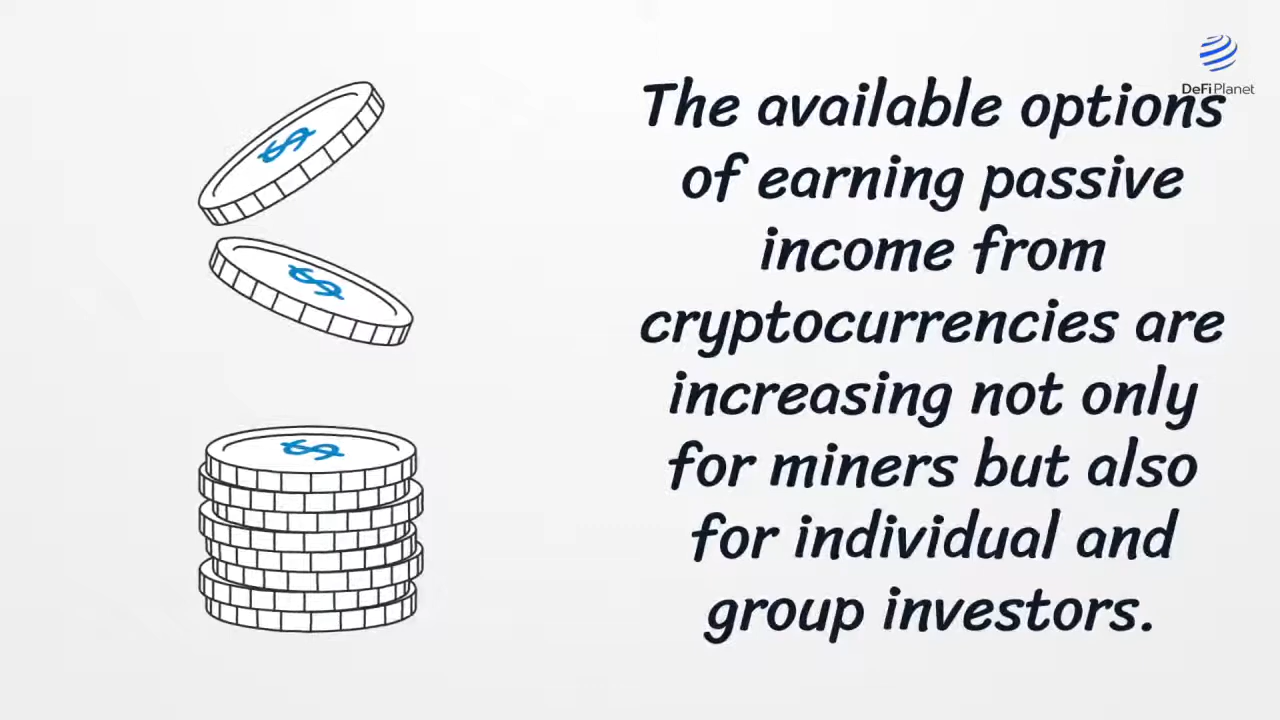 DeFi Planet
The available options
of earning passive
income from
cryptocurrencies are
increasing not only
for miners but also
for individual and
group investors.
$
$
$